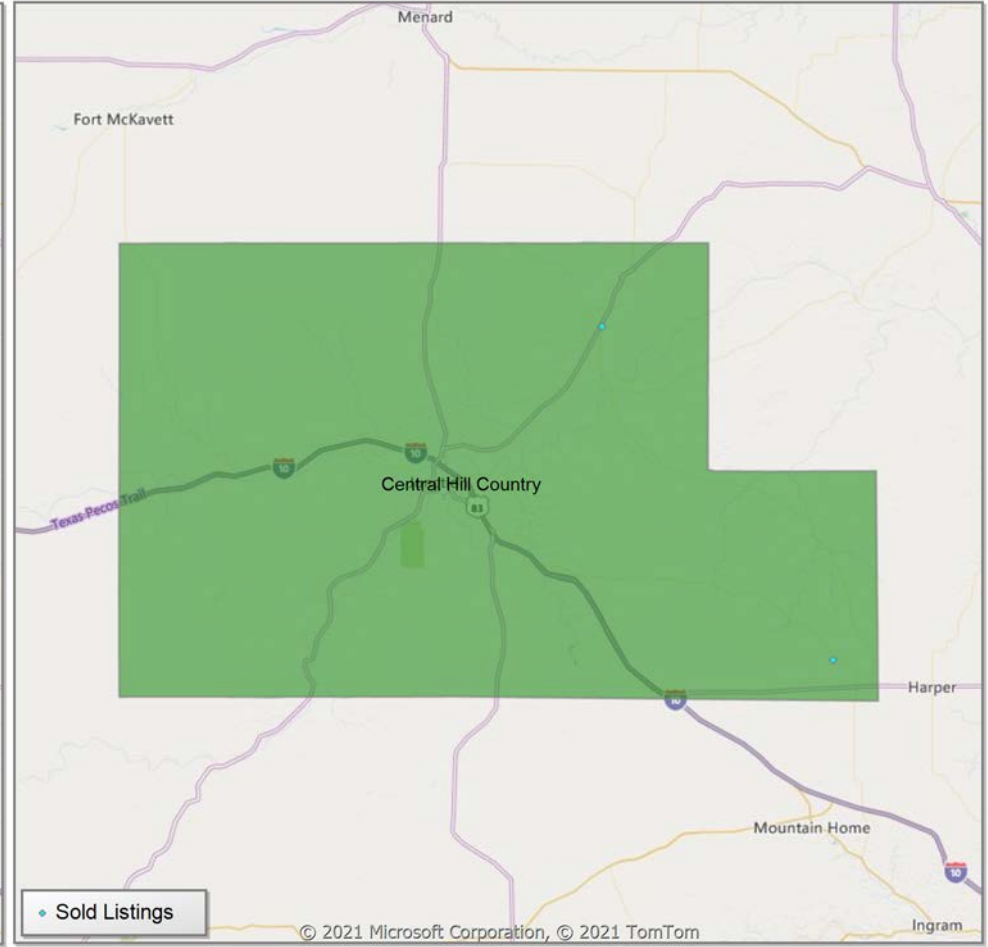 Menard
Fort McKavett
10
10
Central Hill Country
83
Texas Pecos Trail
Harper
10
Mountain Home
10
Sold Listings
Ingram
© 2021 Microsoft Corporation, © 2021 TomTom